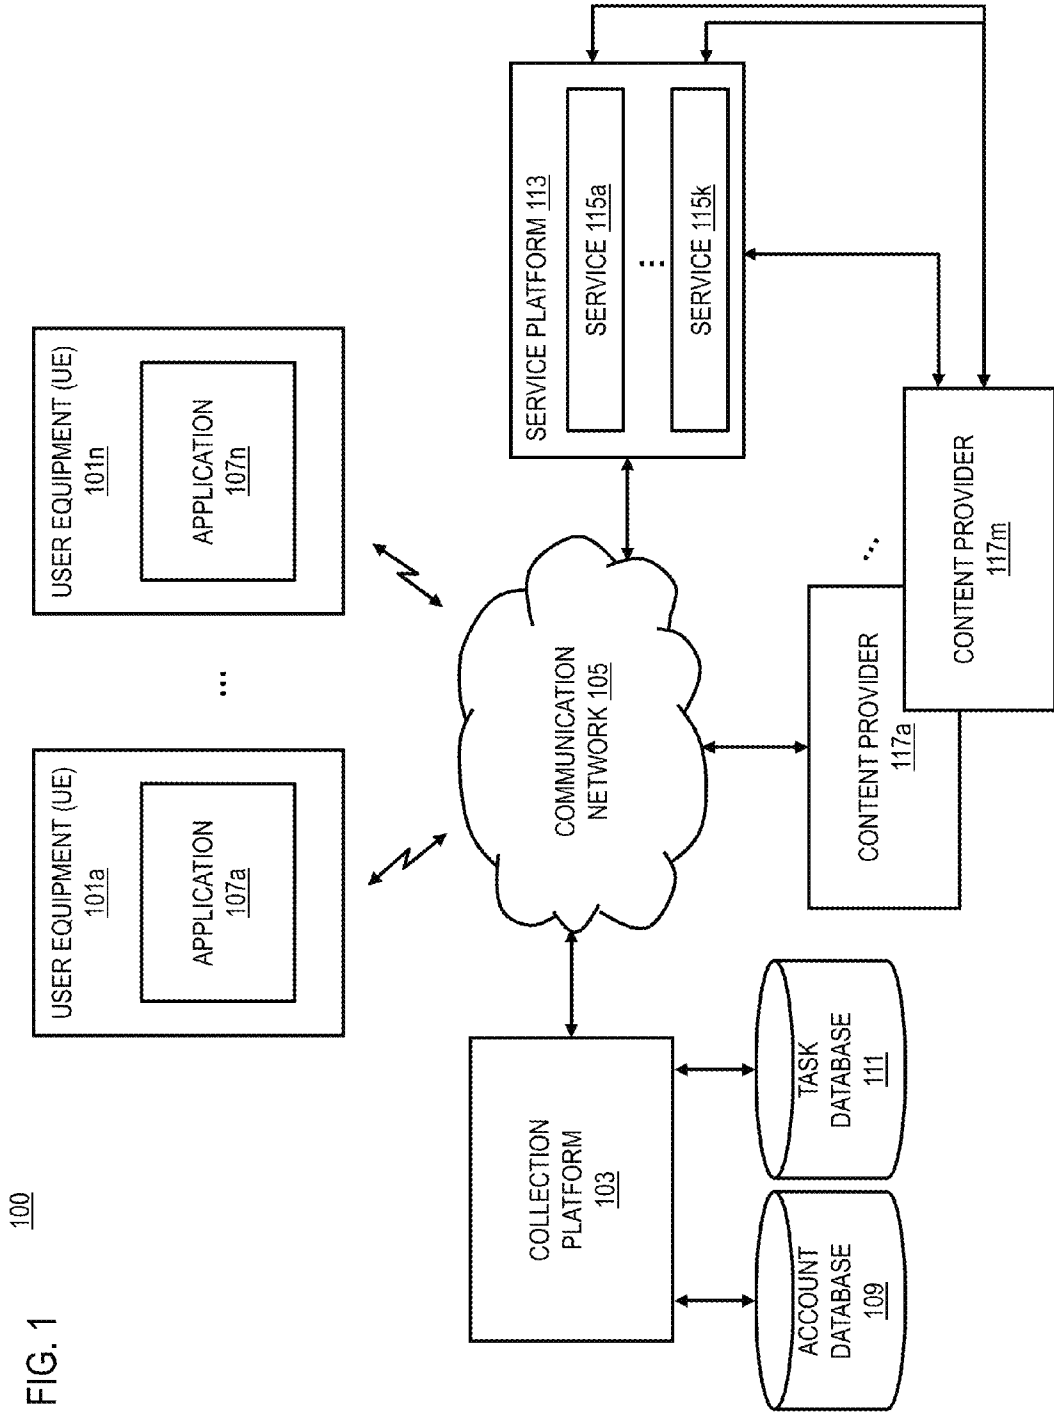 FIG. 1
100
USER EQUIPMENT (UE)
101a
APPLICATION
107a
...
USER EQUIPMENT (UE)
101n
APPLICATION
107n
COLLECTION
PLATFORM
103
COMMUNICATION
NETWORK 105
SERVICE PLATFORM 113
SERVICE 115a
...
SERVICE 115k
ACCOUNT
DATABASE
109
TASK
DATABASE
111
CONTENT PROVIDER
117a
...
CONTENT PROVIDER
117m